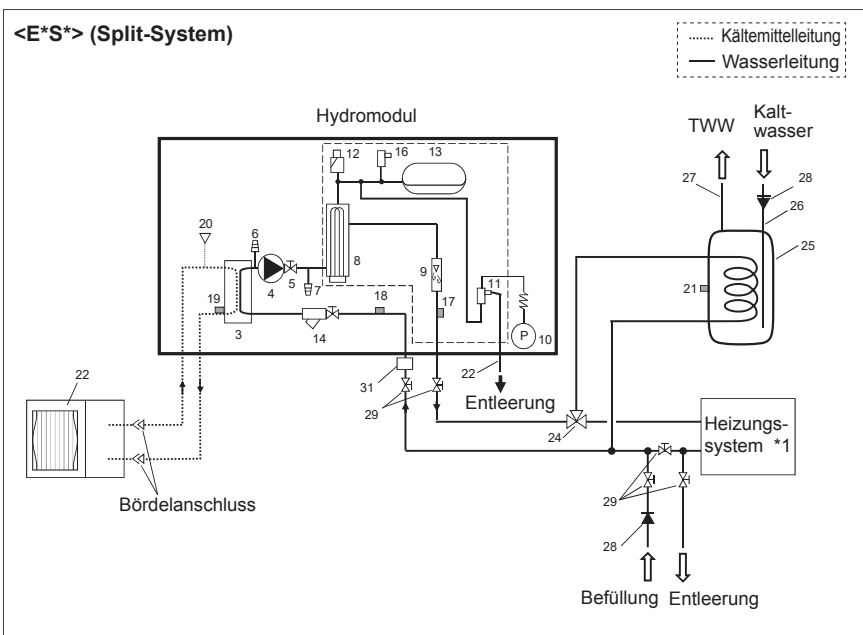 <E*S*> (Split-System)
Kältemittelleitung
Wasserleitung
Hydromodul
TWW
Kalt-
wasser
12
16
13
27
28
26
20
6
25
8
9
4
5
7
11
17
18
21
19
3
14
10
P
22
31
22
Entleerung
29
24
Heizungs-
system *1
29
Bördelanschluss
28
Befüllung
Entleerung